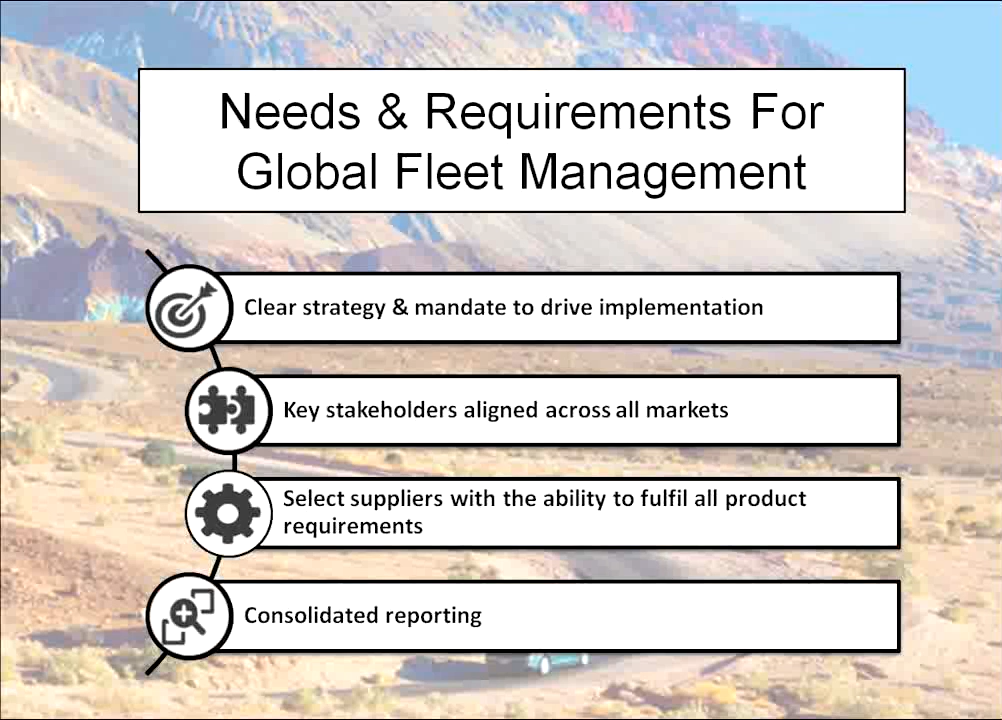 Needs & Requirements For
Global Fleet Management
Clear strategy & mandate to drive implementation
Key stakeholders aligned across all markets
Select suppliers with the ability to fulfil all product
requirements
Consolidated reporting